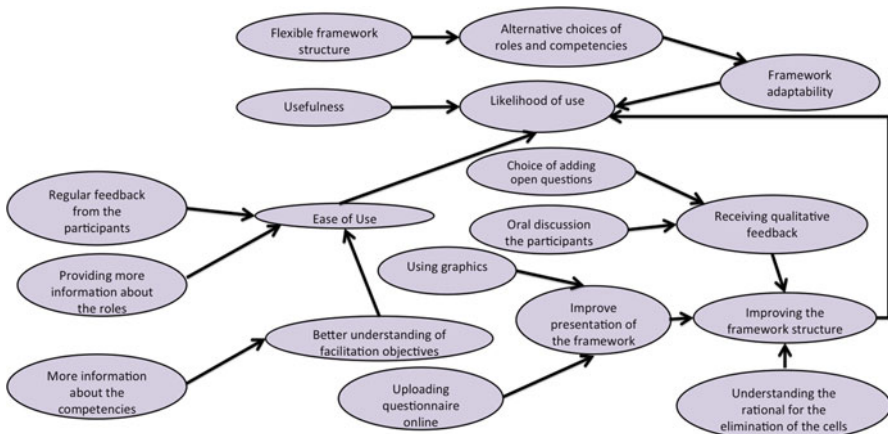 Flexible framework
structure
Alternative choices of
roles and competencies
Framework
adaptability
Usefulness
Likelihood of use
Choice of adding
open questions
Regular feedback
from the
participants
Ease of Use
Oral discussion
the participants
Receiving qualitative
feedback
Using graphics
Providing more
information about
the roles
Improve
presentation of
the framework
Improving the
framework structure
Better understanding of
facilitation objectives
More information
about the
competencies
Uploading
questionnaire
online
Understanding the
rational for the
elimination of the cells